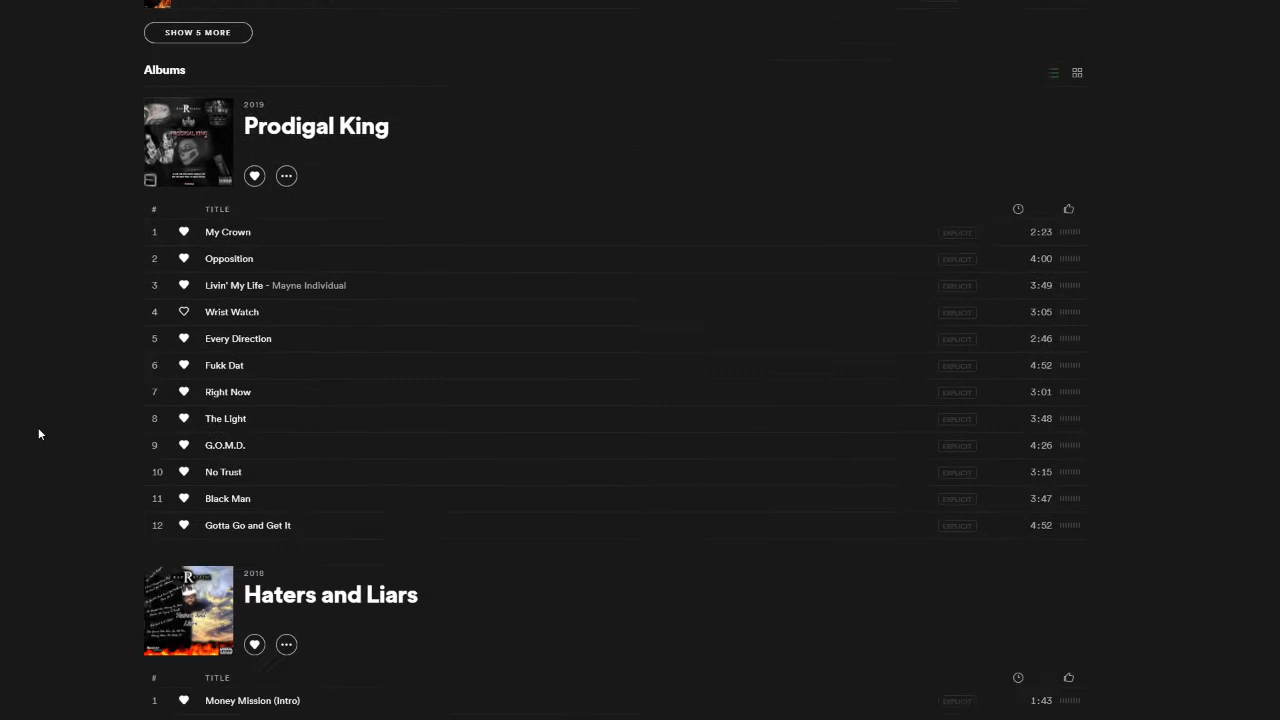 SHOW 5 MORE
Albums
2019
Prodigal King
# TITLE
1 My Crown EXPLICIT 2:23
2 Opposition EXPLICIT 4:00
3 Livin' My Life - Mayne Individual EXPLICIT 3:49
4 Wrist Watch EXPLICIT 3:05
5 Every Direction EXPLICIT 2:46
6 Fukk Dat EXPLICIT 4:52
7 Right Now EXPLICIT 3:01
8 The Light EXPLICIT 3:48
9 G.O.M.D. EXPLICIT 4:26
10 No Trust EXPLICIT 3:15
11 Black Man EXPLICIT 3:47
12 Gotta Go and Get It EXPLICIT 4:52
2018
Haters and Liars
# TITLE
1 Money Mission (Intro) EXPLICIT 1:43